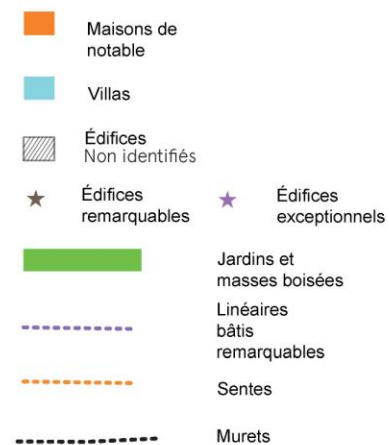 Maisons de
notable
Villas
Édifices
Non identifiés
Édifices
remarquables
Édifices
exceptionnels
Jardins et
masses boisées
Linéaires
bâtis
remarquables
Sentes
Murets